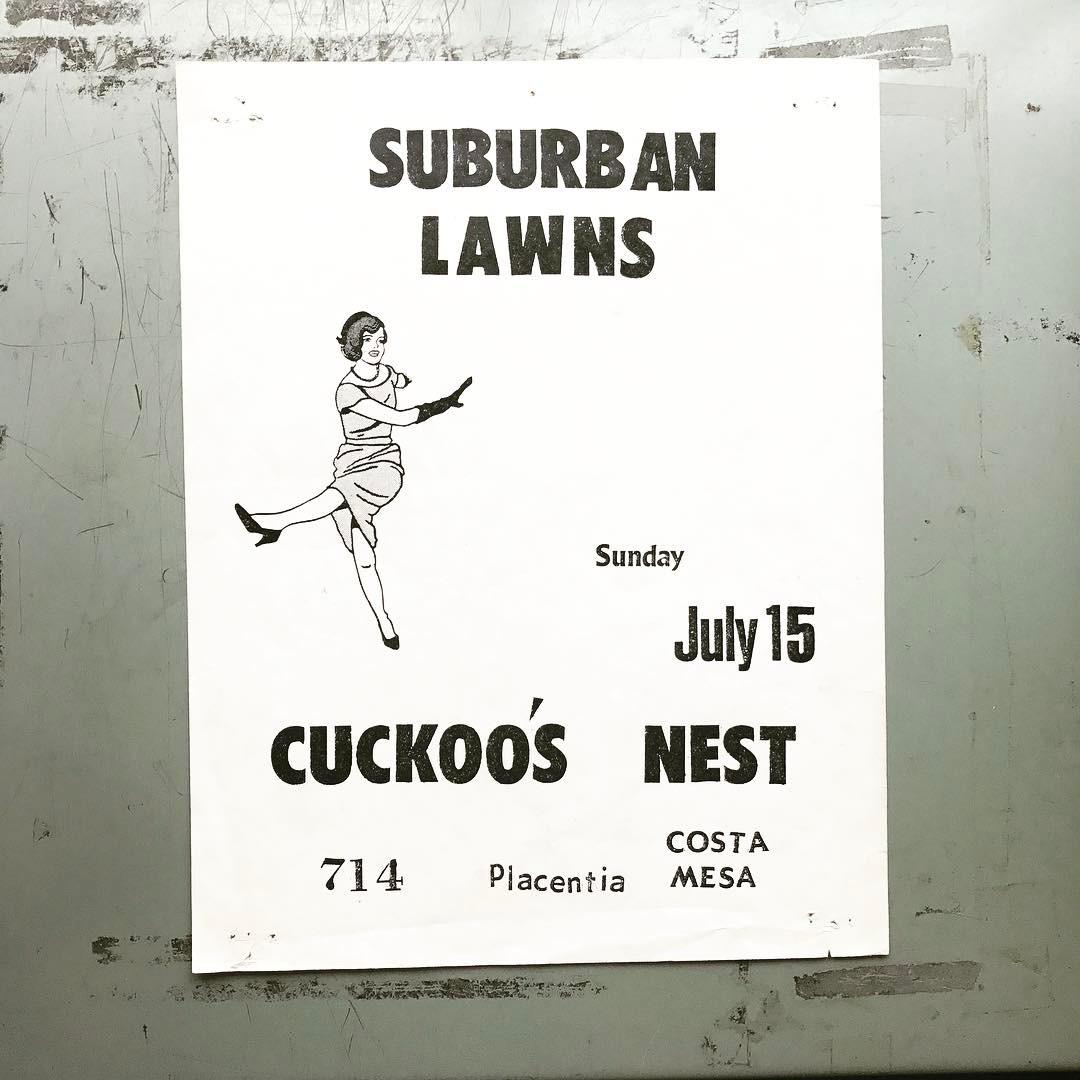 SUBURBAN
LAWNS
Sunday
July 15
CUCKOO'S NEST
714 Placentia COSTA
MESA